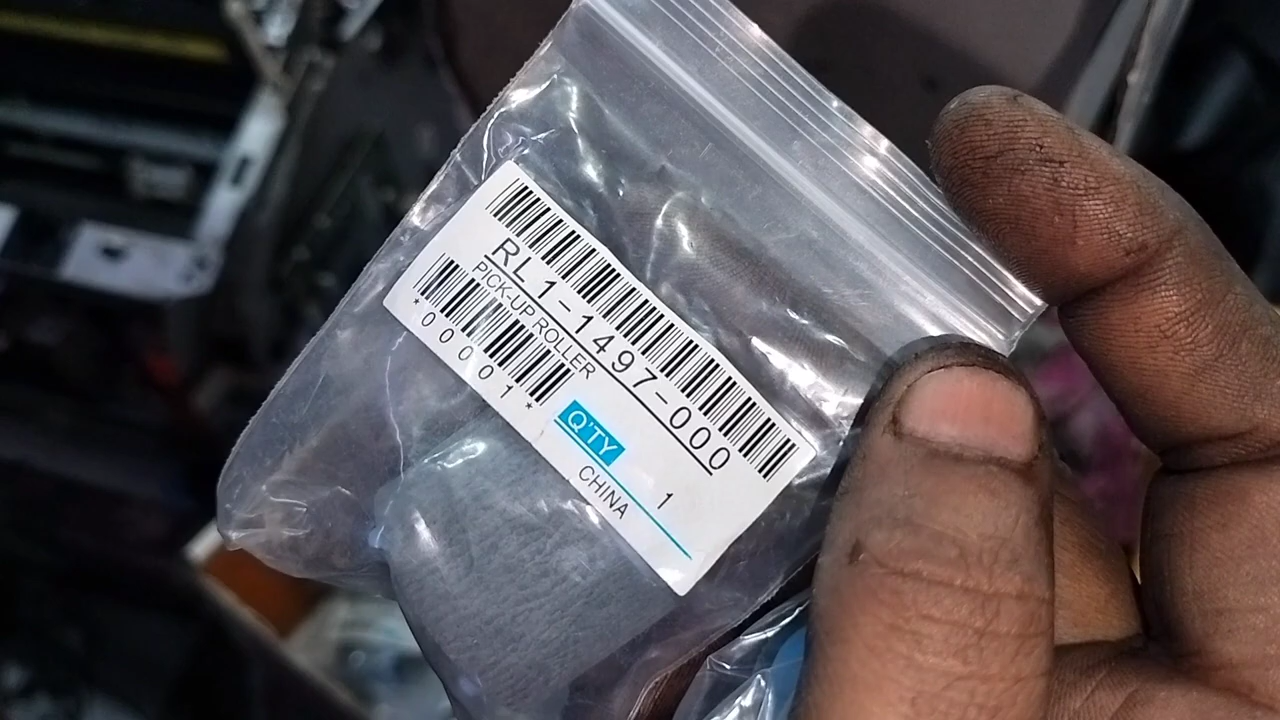 RL1-1497-000
PICK-UP ROLLER
*00001*
Q'TY 1
CHINA